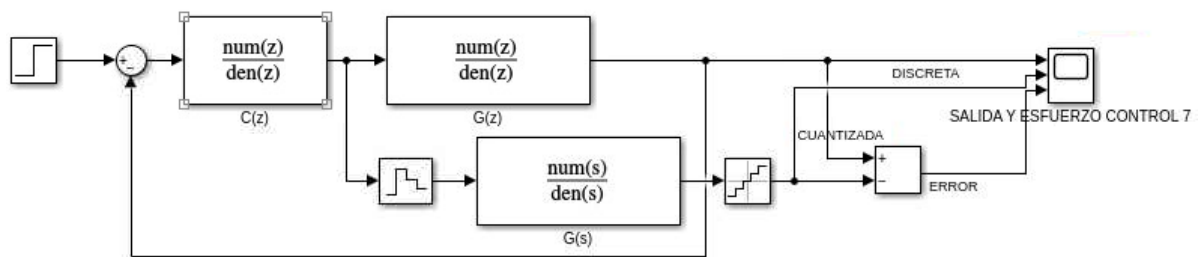 num(z)
den(z)
C(z)
num(z)
den(z)
G(z)
DISCRETA
SALIDA Y ESFUERZO CONTROL 7
CUANTIZADA
num(s)
den(s)
G(s)
+
−
ERROR
+
−